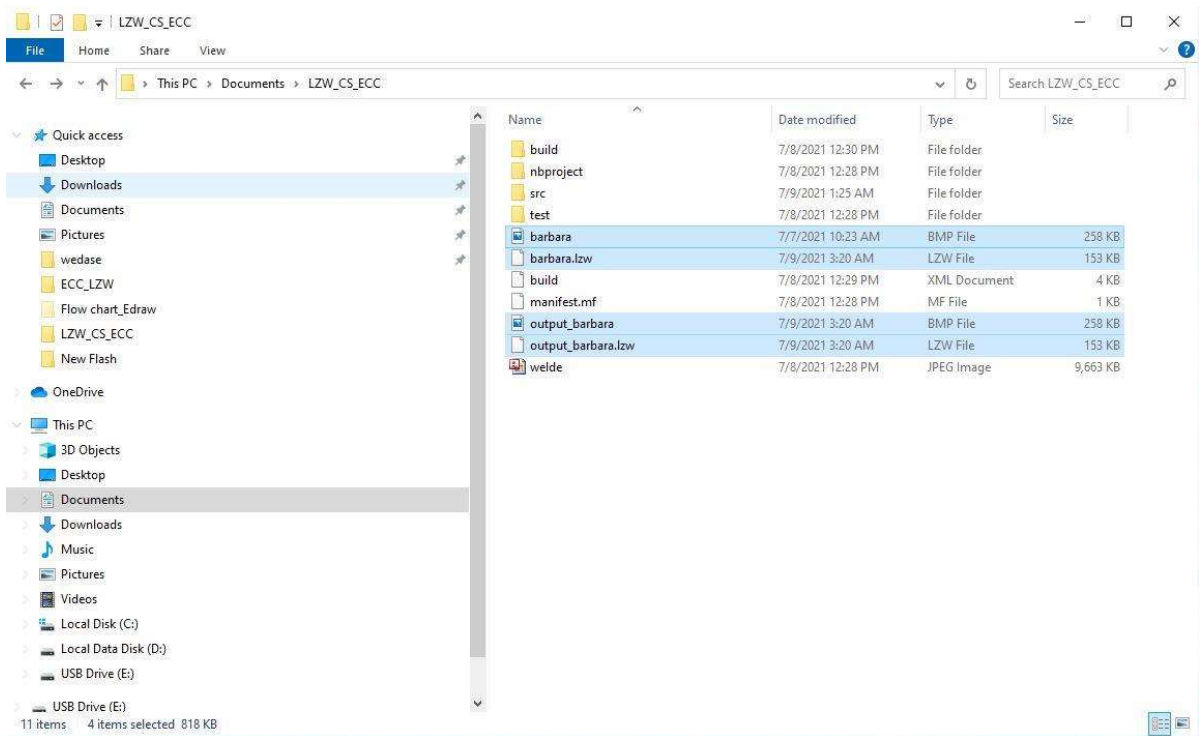 LZW_CS_ECC
File Home Share View
This PC > Documents > LZW_CS_ECC
Search LZW_CS_ECC
Quick access
Desktop
Downloads
Documents
Pictures
wedase
ECC_LZW
Flow chart_Edraw
LZW_CS_ECC
New Flash
OneDrive
This PC
3D Objects
Desktop
Documents
Downloads
Music
Pictures
Videos
Local Disk (C:)
Local Data Disk (D:)
USB Drive (E:)
USB Drive (E:)
Name Date modified Type Size
build 7/8/2021 12:30 PM File folder
nbproject 7/8/2021 12:28 PM File folder
src 7/9/2021 1:25 AM File folder
test 7/8/2021 12:28 PM File folder
barbara 7/7/2021 10:23 AM BMP File 258 KB
barbara.lzw 7/9/2021 3:20 AM LZW File 153 KB
build 7/8/2021 12:29 PM XML Document 4 KB
manifest.mf 7/8/2021 12:28 PM MF File 1 KB
output_barbara 7/9/2021 3:20 AM BMP File 258 KB
output_barbara.lzw 7/9/2021 3:20 AM LZW File 153 KB
welde 7/8/2021 12:28 PM JPEG Image 9,663 KB
11 items 4 items selected 818 KB